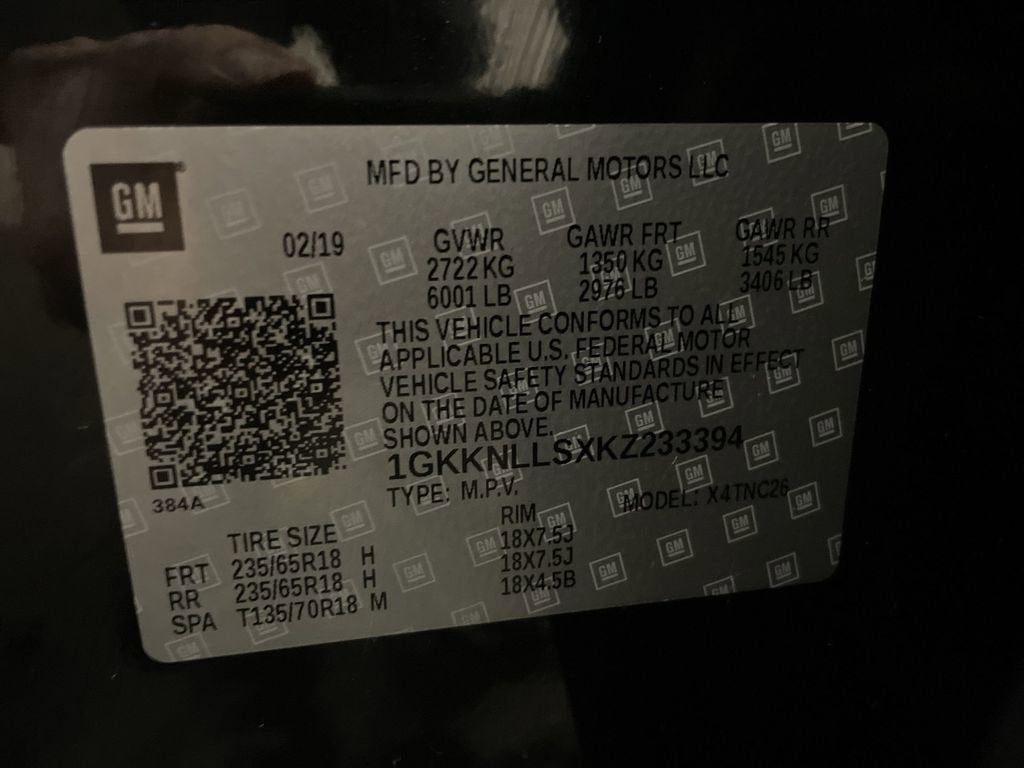 GM
MFD BY GENERAL MOTORS LLC
02/19 GVWR GAWR FRT GAWR RR
2722 KG 1350 KG 1545 KG
6001 LB 2976 LB 3406 LB
THIS VEHICLE CONFORMS TO ALL
APPLICABLE U.S. FEDERAL MOTOR
VEHICLE SAFETY STANDARDS IN EFFECT
ON THE DATE OF MANUFACTURE
SHOWN ABOVE.
1GKKNLLSXKZ233394
TYPE: M.P.V. MODEL: X4TNC26
384A
TIRE SIZE RIM
FRT 235/65R18 H 18X7.5J
RR 235/65R18 H 18X7.5J
SPA T135/70R18 M 18X4.5B